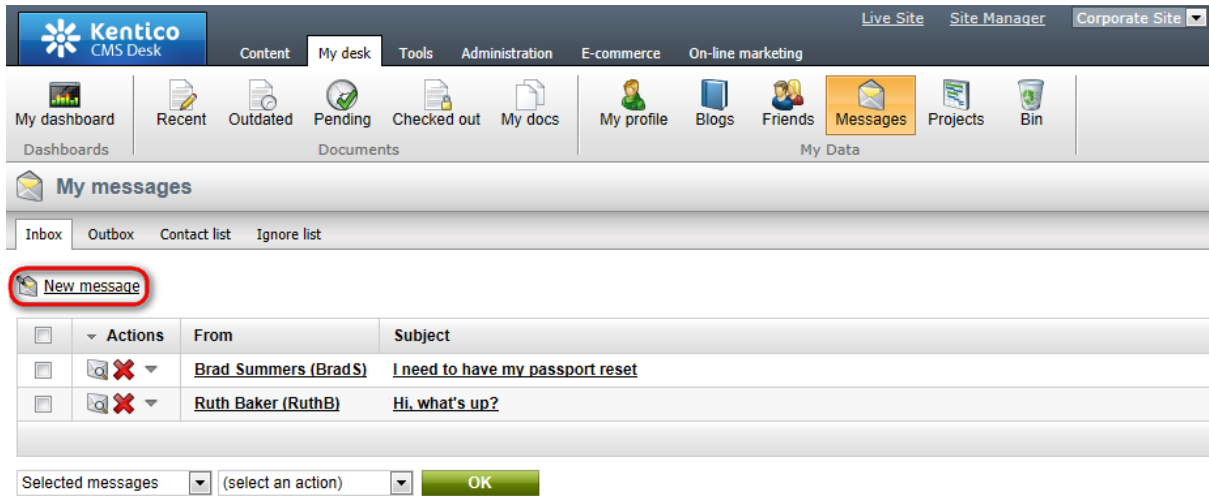 Live Site Site Manager Corporate Site
Kentico
CMS Desk
Content My desk Tools Administration E-commerce On-line marketing
My dashboard Recent Outdated Pending Checked out My docs My profile Blogs Friends Messages Projects Bin
Dashboards Documents My Data
My messages
Inbox Outbox Contact list Ignore list
New message
Actions From Subject
Brad Summers (BradS) I need to have my passport reset
Ruth Baker (RuthB) Hi, what's up?
Selected messages (select an action) OK